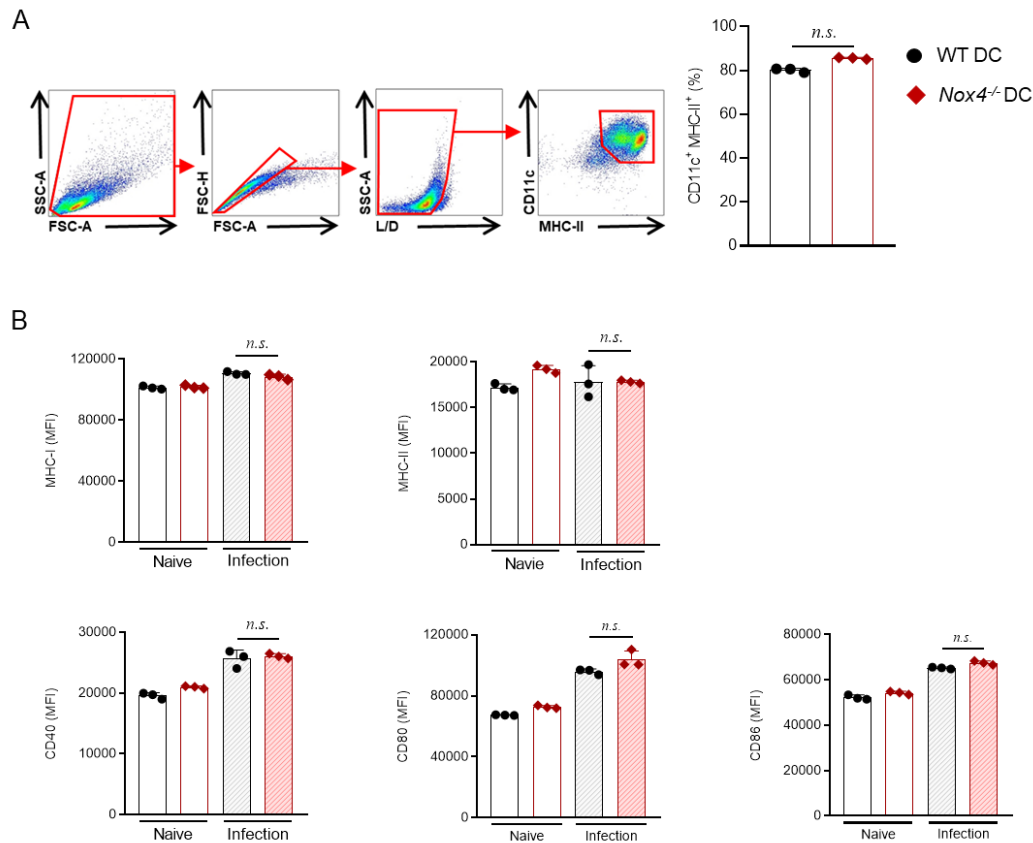 A
SSC-A
FSC-A
FSC-H
FSC-A
SSC-A
L/D
CD11c
MHC-II
CD11c⁺ MHC-II⁺ (%)
100
80
60
40
20
0
n.s.
WT DC
Nox4⁻/⁻ DC
B
MHC-I (MFI)
120000
80000
40000
0
n.s.
Naive
Infection
MHC-II (MFI)
20000
15000
10000
5000
0
n.s.
Navie
Infection
CD40 (MFI)
30000
20000
10000
0
n.s.
Naive
Infection
CD80 (MFI)
120000
80000
40000
0
n.s.
Naive
Infection
CD86 (MFI)
80000
60000
40000
20000
0
n.s.
Naive
Infection